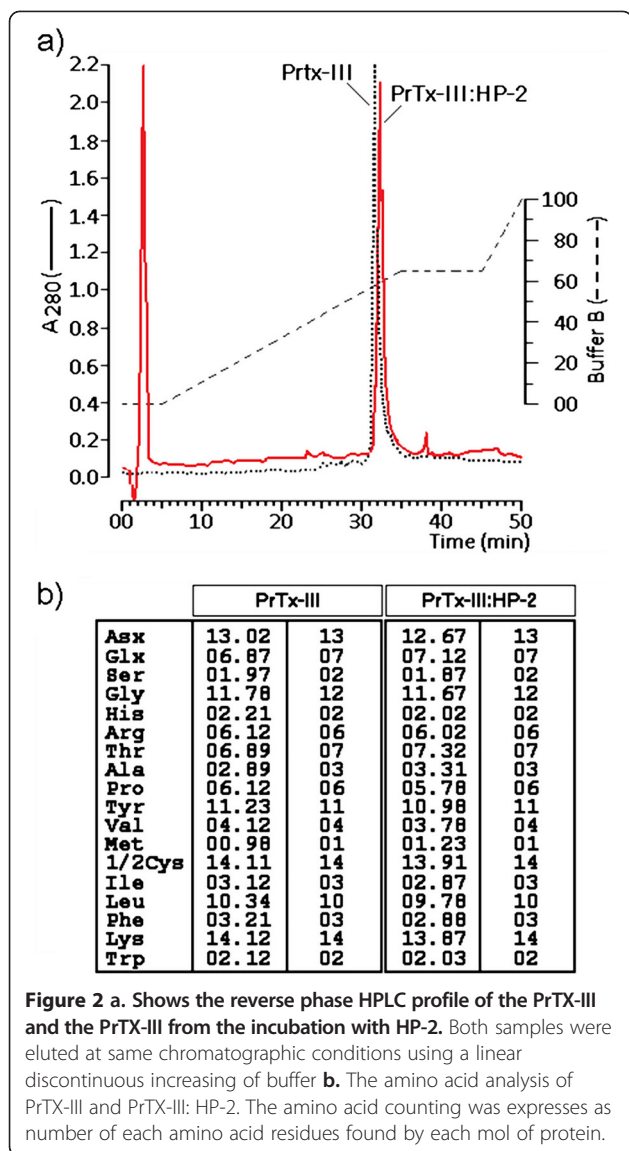 a)
Prtx-III
PrTx-III:HP-2
2.2
2.0
1.8
1.6
1.4
1.2
1.0
0.8
0.6
0.4
0.2
0.0
A280 (——)
100
80
60
40
20
00
Buffer B (----)
00 10 20 30 40 50
Time (min)
b)
PrTx-III PrTx-III:HP-2
Asx 13.02 13 12.67 13
Glx 06.87 07 07.12 07
Ser 01.97 02 01.87 02
Gly 11.78 12 11.67 12
His 02.21 02 02.02 02
Arg 06.12 06 06.02 06
Thr 06.89 07 07.32 07
Ala 02.89 03 03.31 03
Pro 06.12 06 05.78 06
Tyr 11.23 11 10.98 11
Val 04.12 04 03.78 04
Met 00.98 01 01.23 01
1/2Cys 14.11 14 13.91 14
Ile 03.12 03 02.87 03
Leu 10.34 10 09.78 10
Phe 03.21 03 02.88 03
Lys 14.12 14 13.87 14
Trp 02.12 02 02.03 02
Figure 2 a. Shows the reverse phase HPLC profile of the PrTX-III
and the PrTX-III from the incubation with HP-2. Both samples were
eluted at same chromatographic conditions using a linear
discontinuous increasing of buffer b. The amino acid analysis of
PrTX-III and PrTX-III: HP-2. The amino acid counting was expresses as
number of each amino acid residues found by each mol of protein.